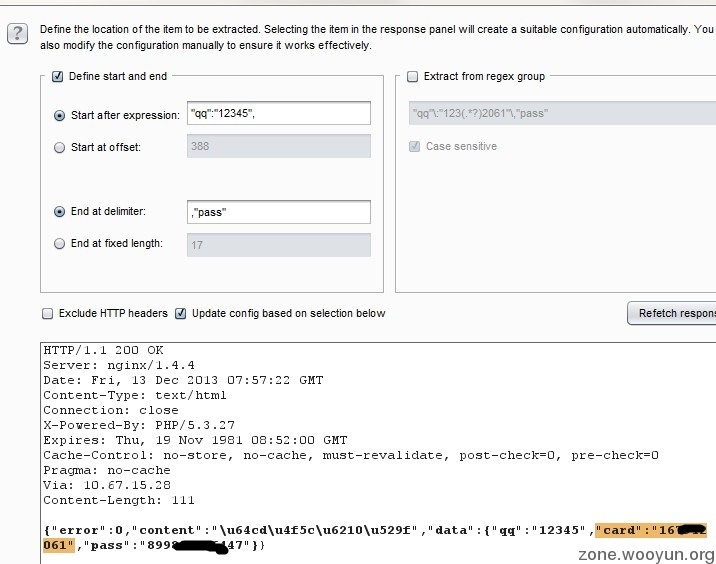 Define the location of the item to be extracted. Selecting the item in the response panel will create a suitable configuration automatically. You
also modify the configuration manually to ensure it works effectively.
Define start and end
Extract from regex group
Start after expression:
"qq":"12345",
"qq"\:"123(.*?)2061"\,"pass"
Start at offset:
388
Case sensitive
End at delimiter:
,"pass"
End at fixed length:
17
Exclude HTTP headers
Update config based on selection below
Refetch respons
HTTP/1.1 200 OK
Server: nginx/1.4.4
Date: Fri, 13 Dec 2013 07:57:22 GMT
Content-Type: text/html
Connection: close
X-Powered-By: PHP/5.3.27
Expires: Thu, 19 Nov 1981 08:52:00 GMT
Cache-Control: no-store, no-cache, must-revalidate, post-check=0, pre-check=0
Pragma: no-cache
Via: 10.67.15.28
Content-Length: 111
{"error":0,"content":"\u64cd\u4f5c\u6210\u529f","data":{"qq":"12345","card":"16
061","pass":"899 47"}}
zone.wooyun.org